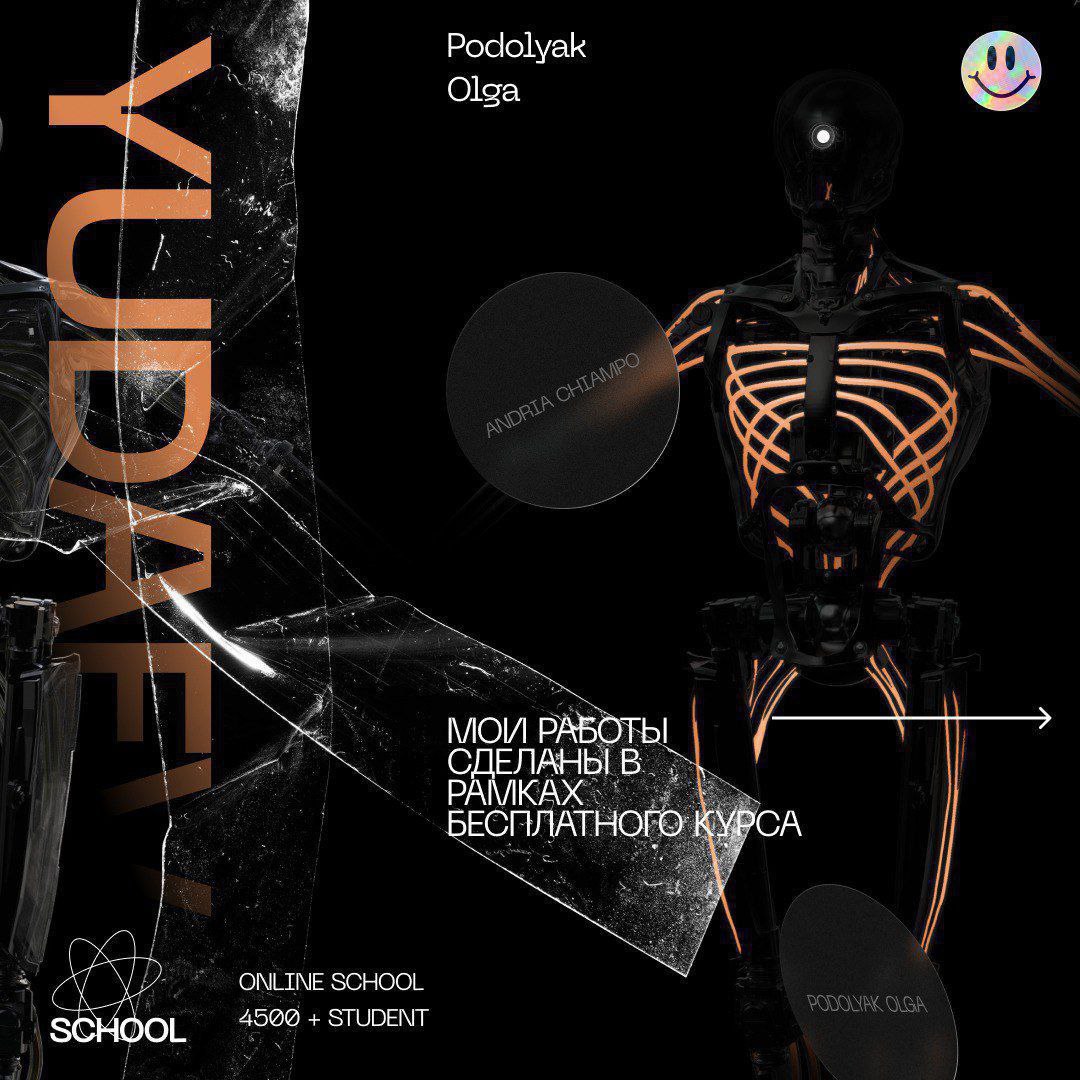 Podolyak
Olga
YUDAEV
ANDRIA CHIAMPO
МОИ РАБОТЫ
СДЕЛАНЫ В
РАМКАХ
БЕСПЛАТНОГО КУРСА
SCHOOL
ONLINE SCHOOL
4500 + STUDENT
PODOLYAK OLGA